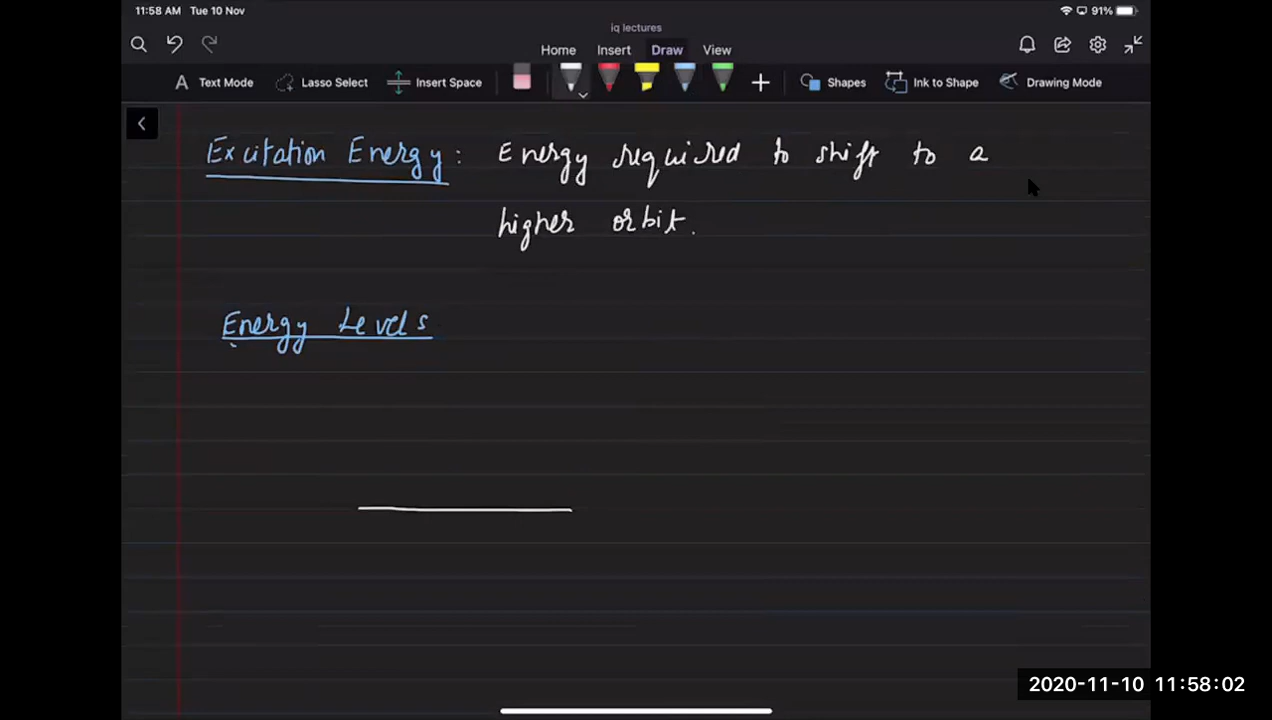 11:58 AM Tue 10 Nov
91%
iq lectures
Home Insert Draw View
Text Mode Lasso Select Insert Space Shapes Ink to Shape Drawing Mode
Excitation Energy : Energy required to shift to a
higher orbit.
Energy Levels
2020-11-10 11:58:02